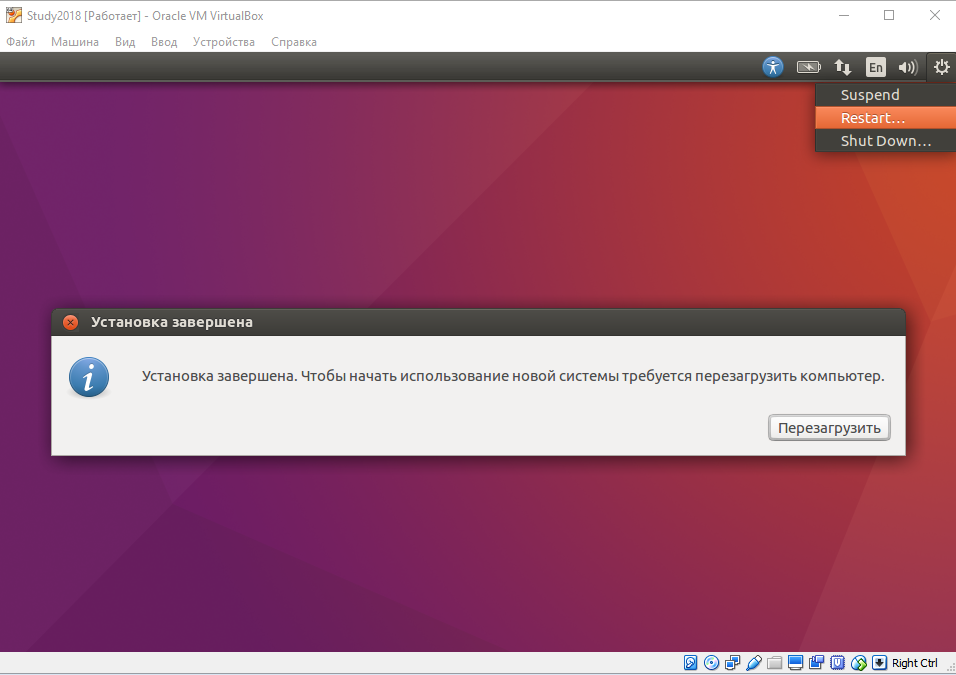 Study2018 [Работает] - Oracle VM VirtualBox
Файл Машина Вид Ввод Устройства Справка
En
Suspend
Restart...
Shut Down...
Установка завершена
Установка завершена. Чтобы начать использование новой системы требуется перезагрузить компьютер.
Перезагрузить
Right Ctrl